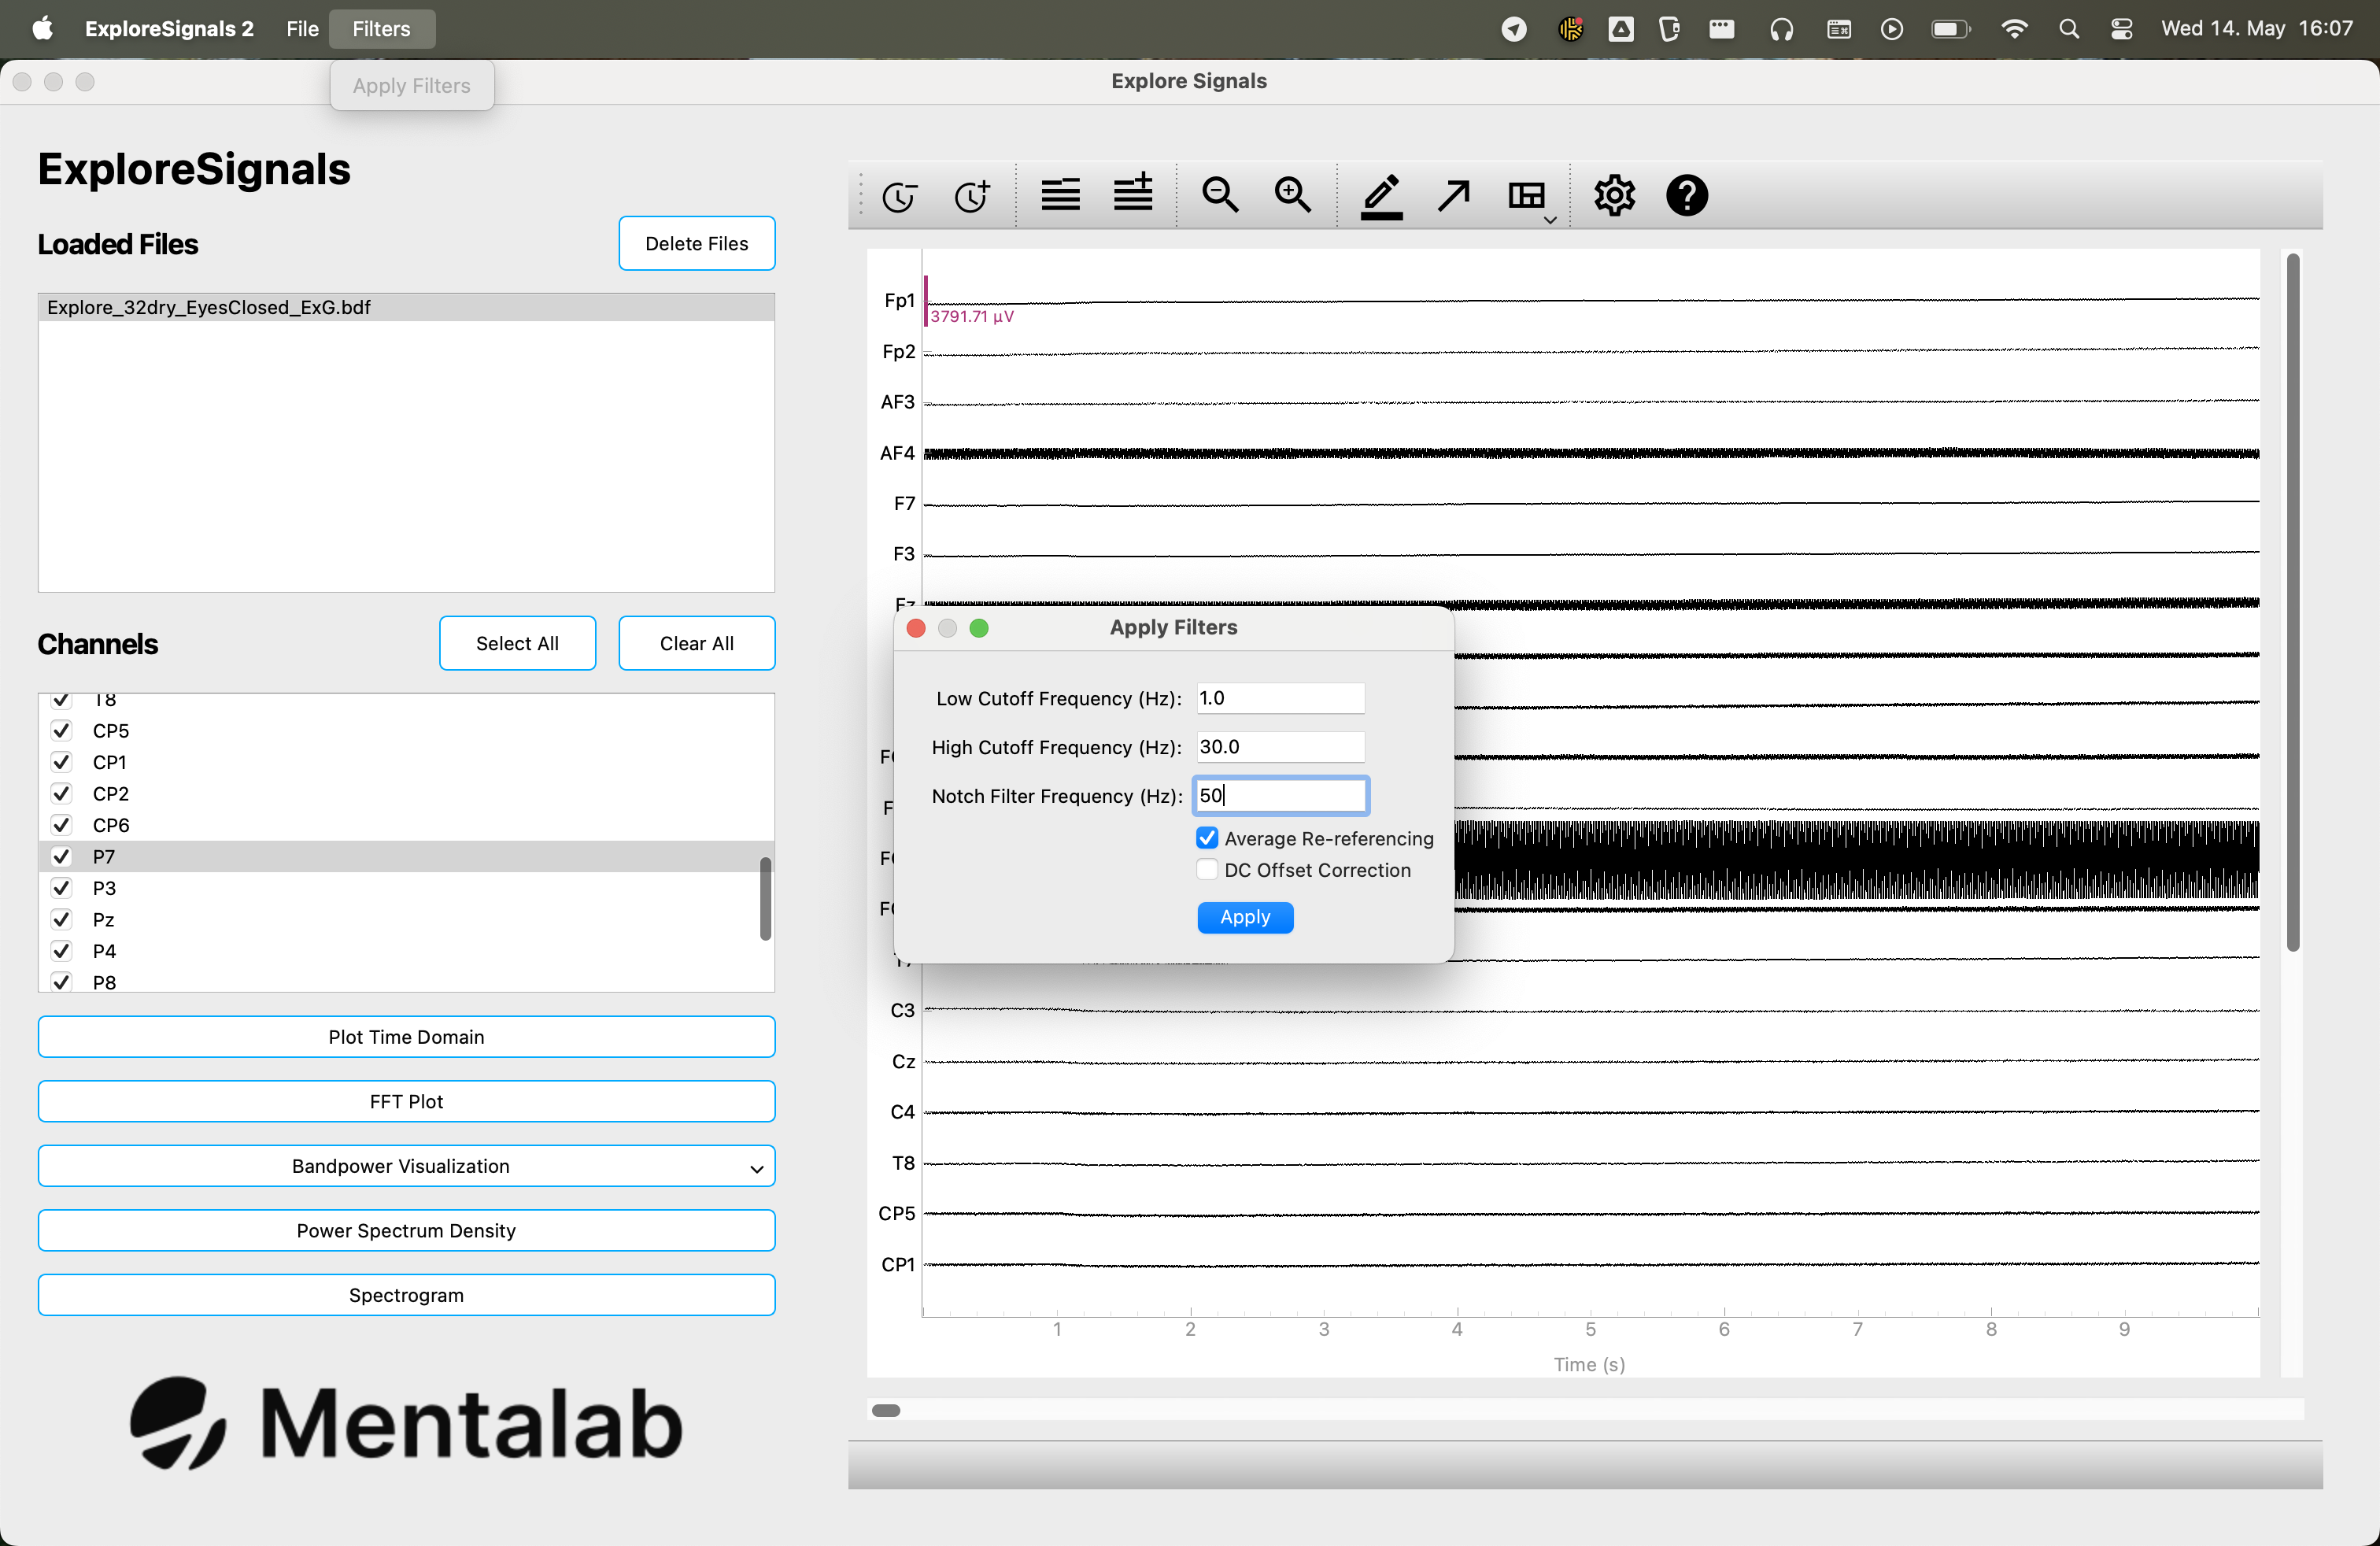 ExploreSignals 2 File Filters Wed 14. May 16:07
Apply Filters
Explore Signals
ExploreSignals
Loaded Files
Delete Files
Explore_32dry_EyesClosed_ExG.bdf
Channels
Select All
Clear All
T8
CP5
CP1
CP2
CP6
P7
P3
Pz
P4
P8
Plot Time Domain
FFT Plot
Bandpower Visualization
Power Spectrum Density
Spectrogram
Mentalab
Fp1
3791.71 µV
Fp2
AF3
AF4
F7
F3
Fz
Apply Filters
Low Cutoff Frequency (Hz): 1.0
High Cutoff Frequency (Hz): 30.0
Notch Filter Frequency (Hz): 50
Average Re-referencing
DC Offset Correction
Apply
C3
Cz
C4
T8
CP5
CP1
1 2 3 4 5 6 7 8 9
Time (s)